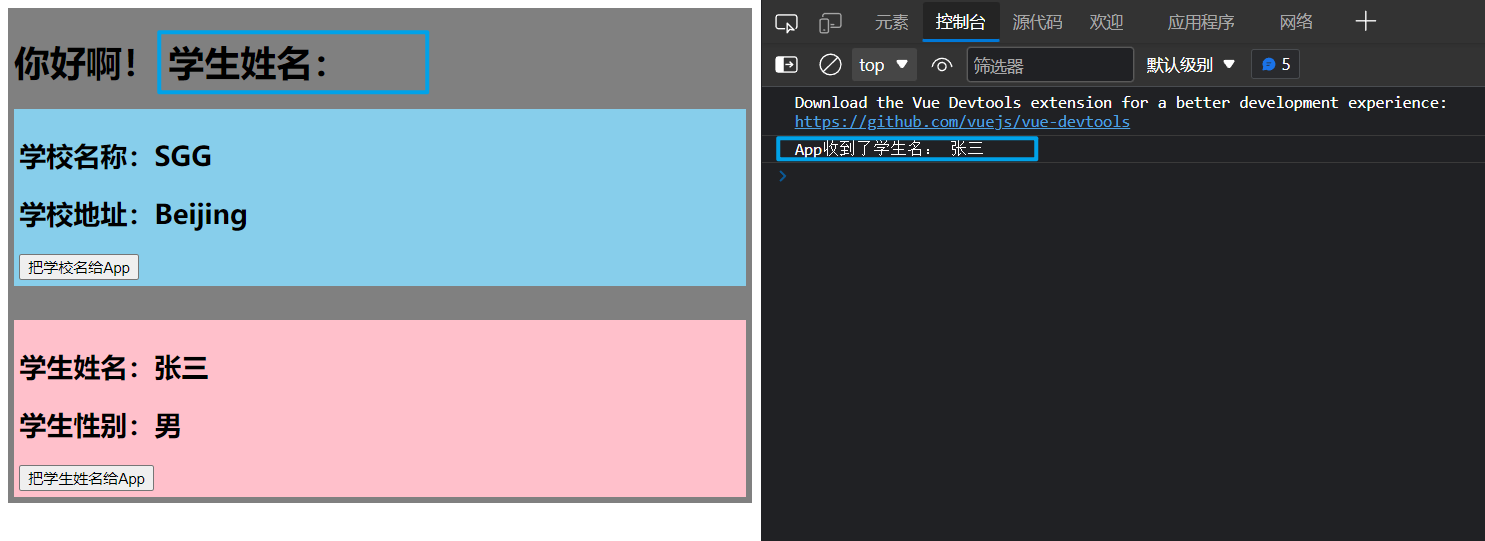 你好啊！ 学生姓名：
学校名称：SGG
学校地址：Beijing
把学校名给App
学生姓名：张三
学生性别：男
把学生姓名给App
元素 控制台 源代码 欢迎 应用程序 网络
top 筛选器 默认级别 5
Download the Vue Devtools extension for a better development experience:
https://github.com/vuejs/vue-devtools
App收到了学生名： 张三